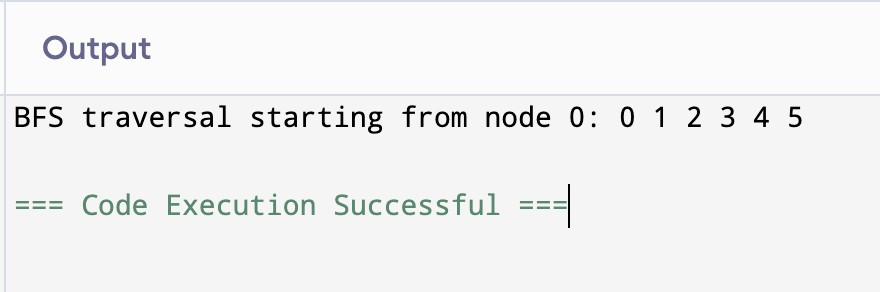 Output
BFS traversal starting from node 0: 0 1 2 3 4 5
=== Code Execution Successful ===